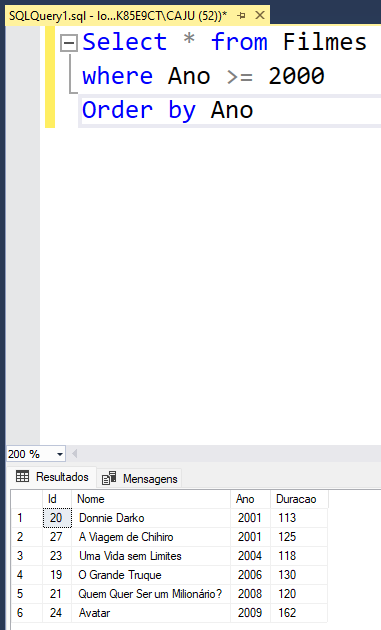 SQLQuery1.sql - lo...K85E9CT\CAJU (52))*
Select * from Filmes
where Ano >= 2000
Order by Ano
200 %
Resultados Mensagens
Id Nome Ano Duracao
1 20 Donnie Darko 2001 113
2 27 A Viagem de Chihiro 2001 125
3 23 Uma Vida sem Limites 2004 118
4 19 O Grande Truque 2006 130
5 21 Quem Quer Ser um Milionário? 2008 120
6 24 Avatar 2009 162